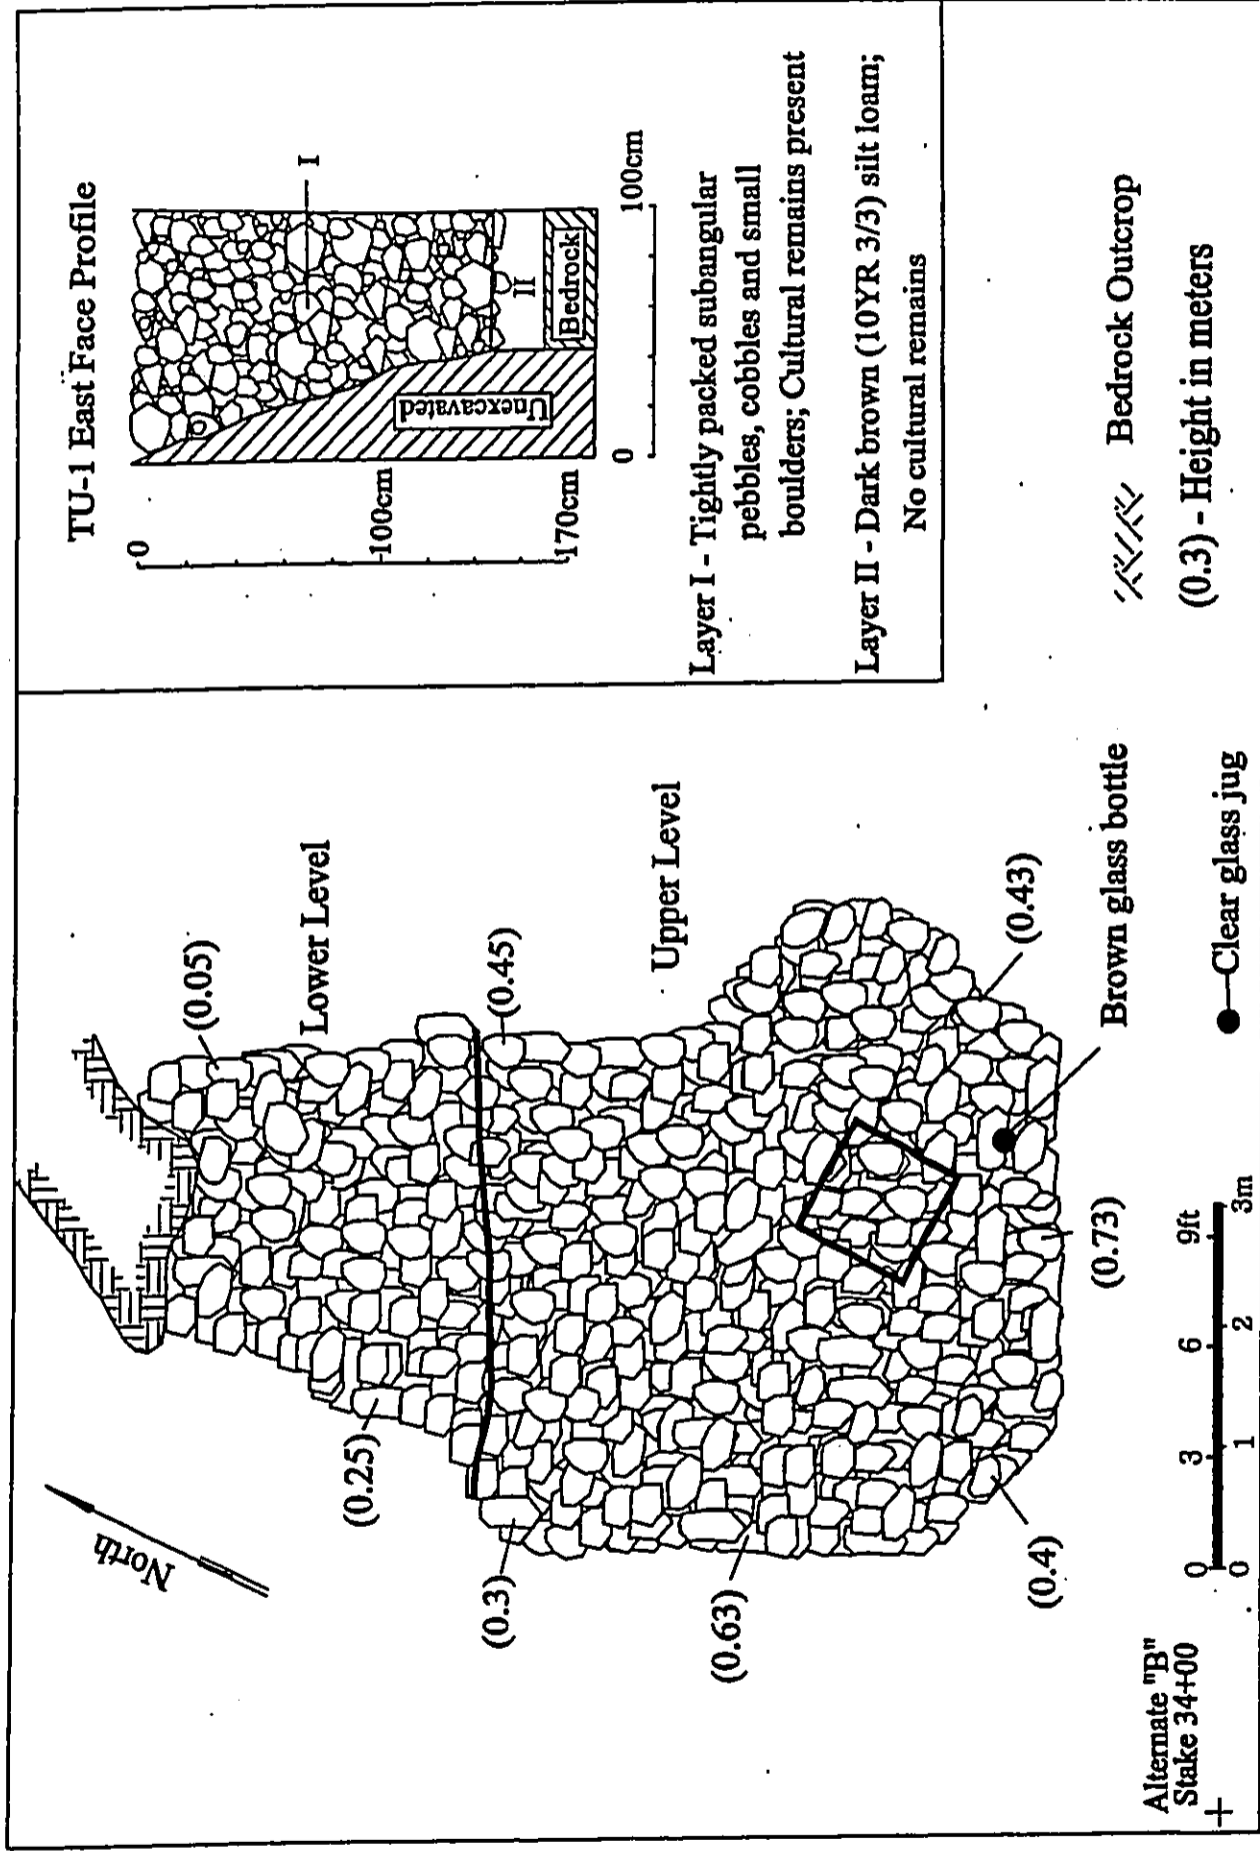 TU-1 East Face Profile
0
100cm
170cm
I
II
Unexcavated
Bedrock
0
100cm
Layer I - Tightly packed subangular
pebbles, cobbles and small
boulders; Cultural remains present
Layer II - Dark brown (10YR 3/3) silt loam;
No cultural remains
North
Lower Level
Upper Level
(0.05)
(0.25)
(0.45)
(0.3)
(0.63)
(0.43)
(0.4)
(0.73)
Brown glass bottle
Clear glass jug
Bedrock Outcrop
(0.3) - Height in meters
Alternate "B"
Stake 34+00
0
3
6
9ft
0
1
2
3m